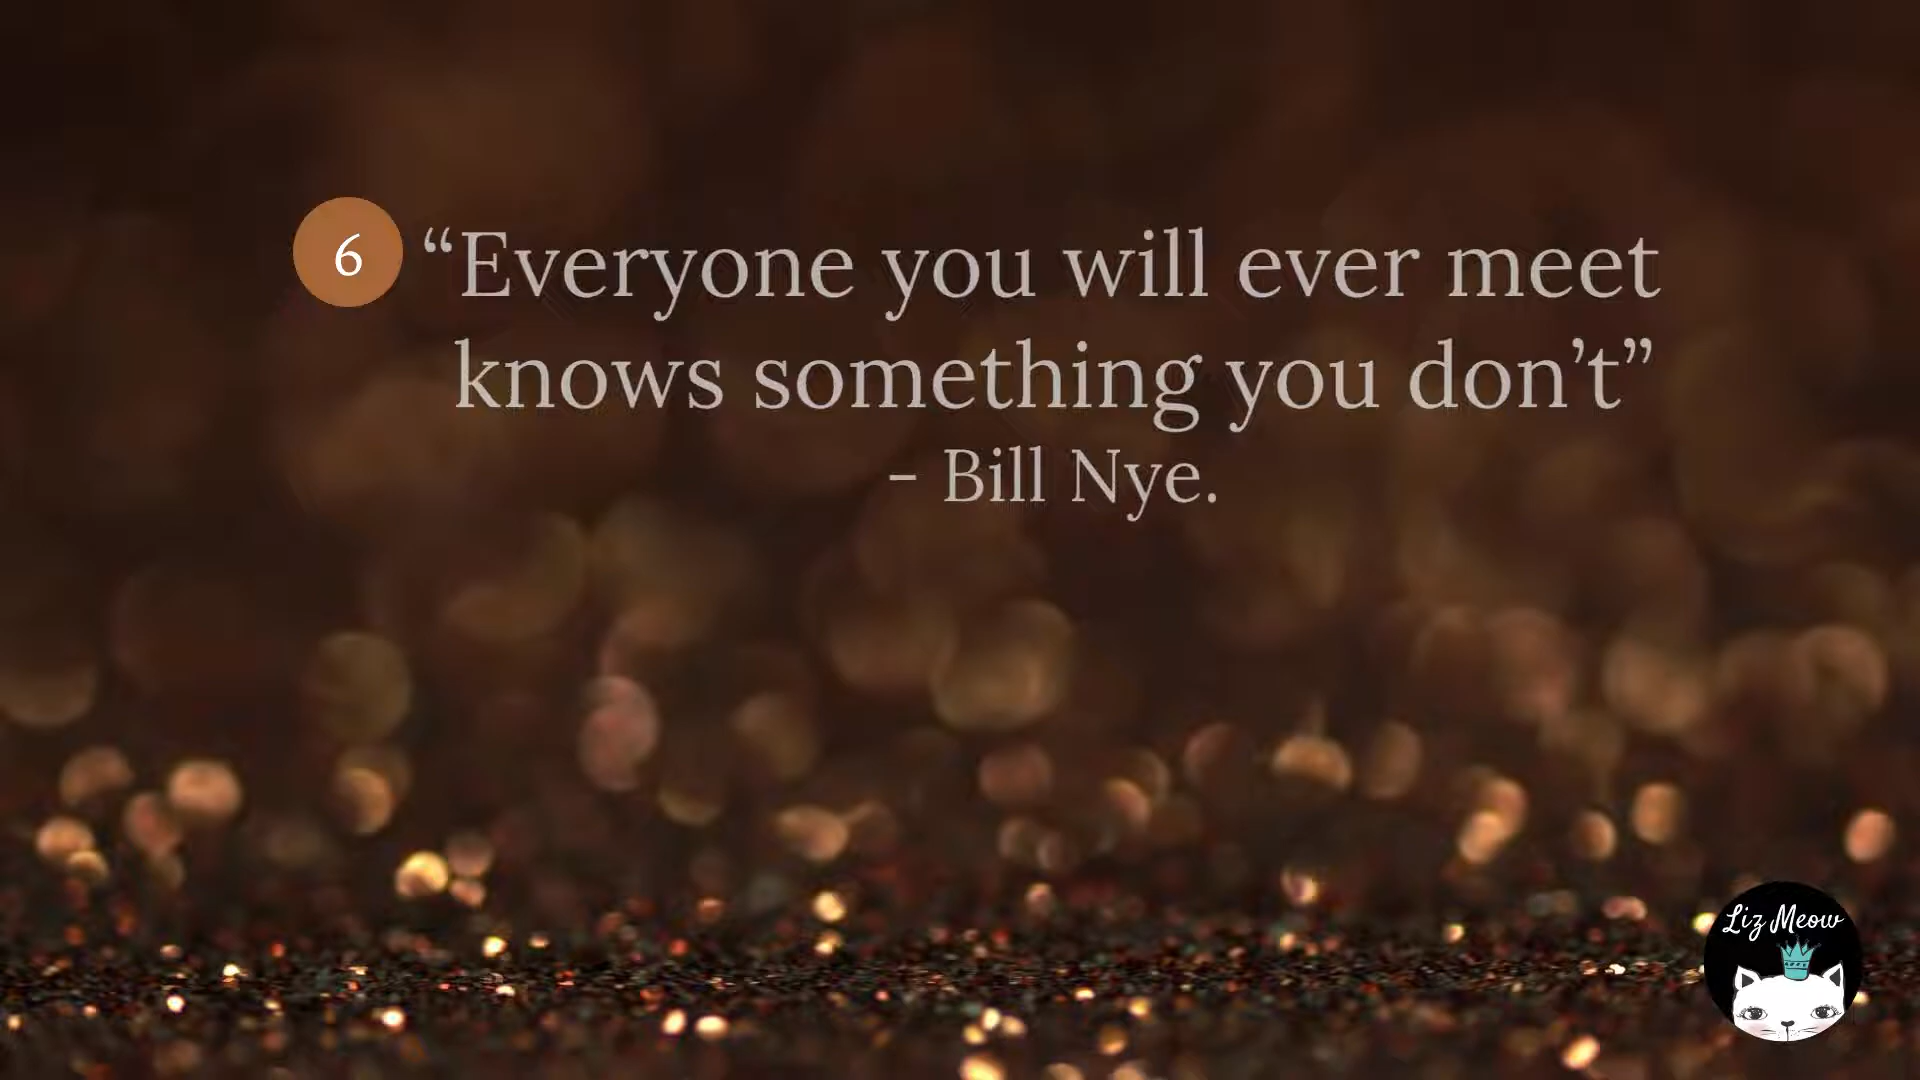 6
“Everyone you will ever meet
knows something you don’t”
- Bill Nye.
Liz Meow